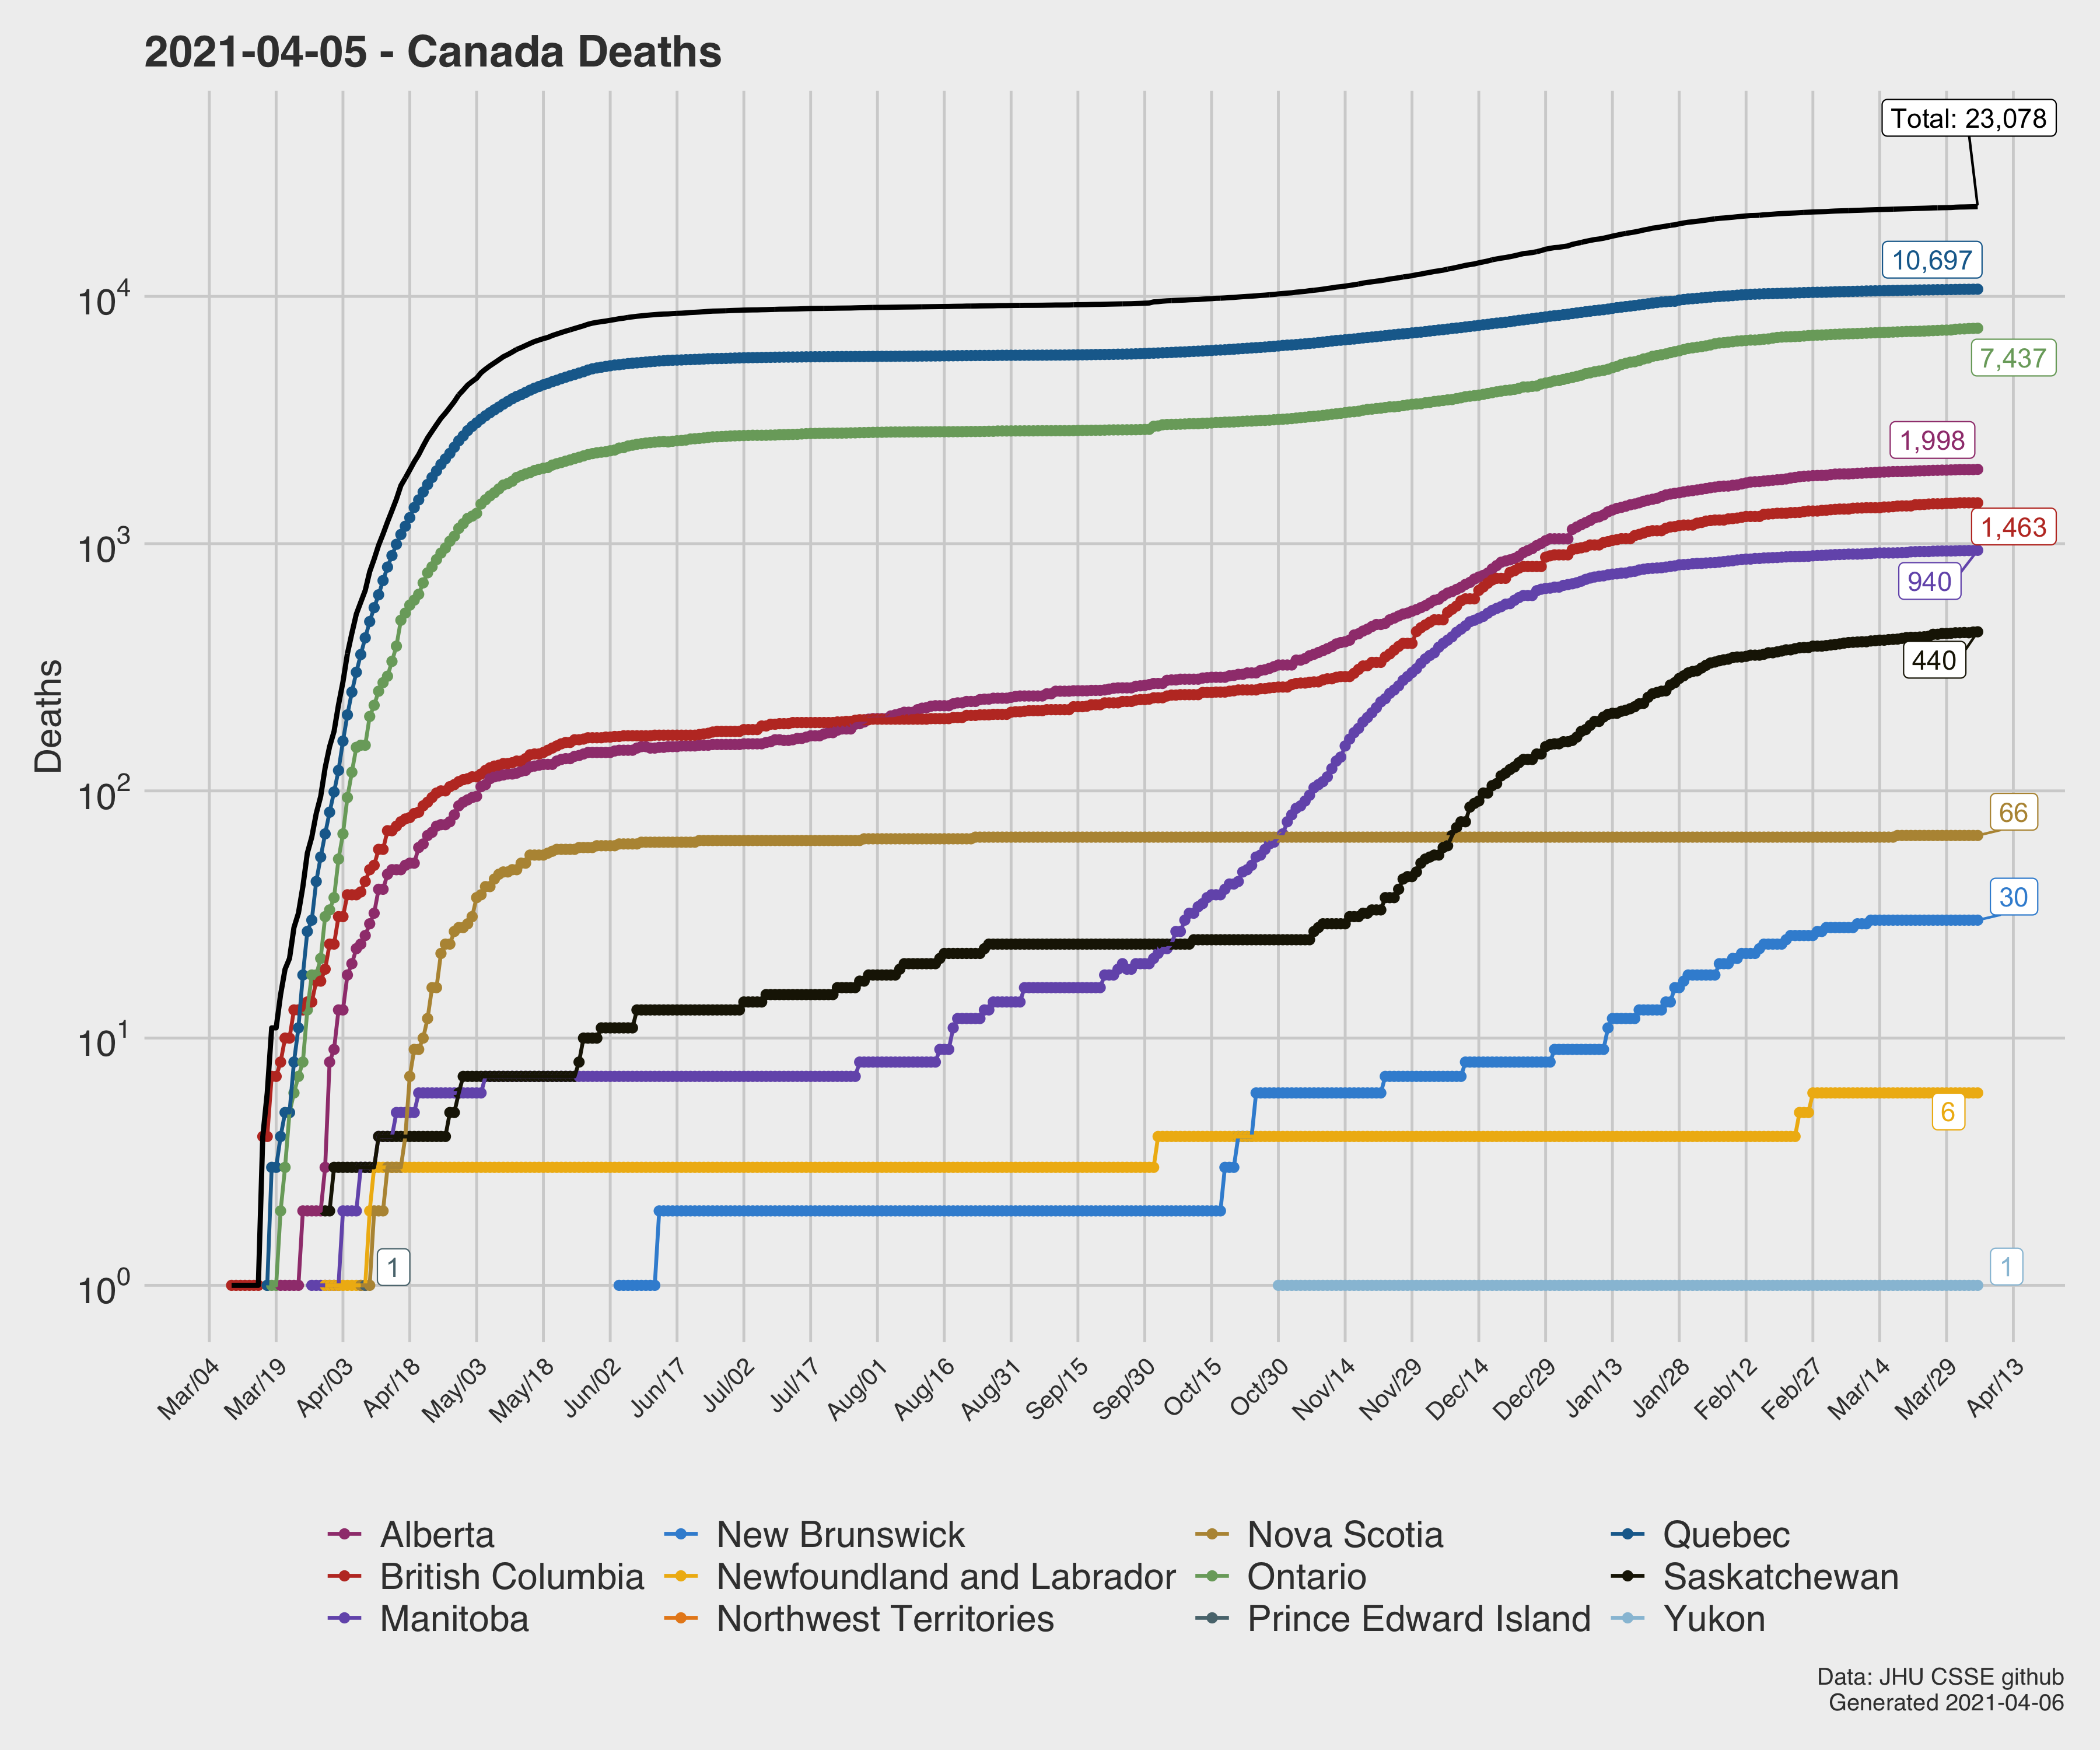 2021-04-05 - Canada Deaths
Total: 23,078
10,697
10^4
7,437
1,998
1,463
10^3
940
440
Deaths
10^2
66
30
10^1
6
1
1
10^0
Mar/04 Mar/19 Apr/03 Apr/18 May/03 May/18 Jun/02 Jun/17 Jul/02 Jul/17 Aug/01 Aug/16 Aug/31 Sep/15 Sep/30 Oct/15 Oct/30 Nov/14 Nov/29 Dec/14 Dec/29 Jan/13 Jan/28 Feb/12 Feb/27 Mar/14 Mar/29 Apr/13
Alberta New Brunswick Nova Scotia Quebec
British Columbia Newfoundland and Labrador Ontario Saskatchewan
Manitoba Northwest Territories Prince Edward Island Yukon
Data: JHU CSSE github
Generated 2021-04-06